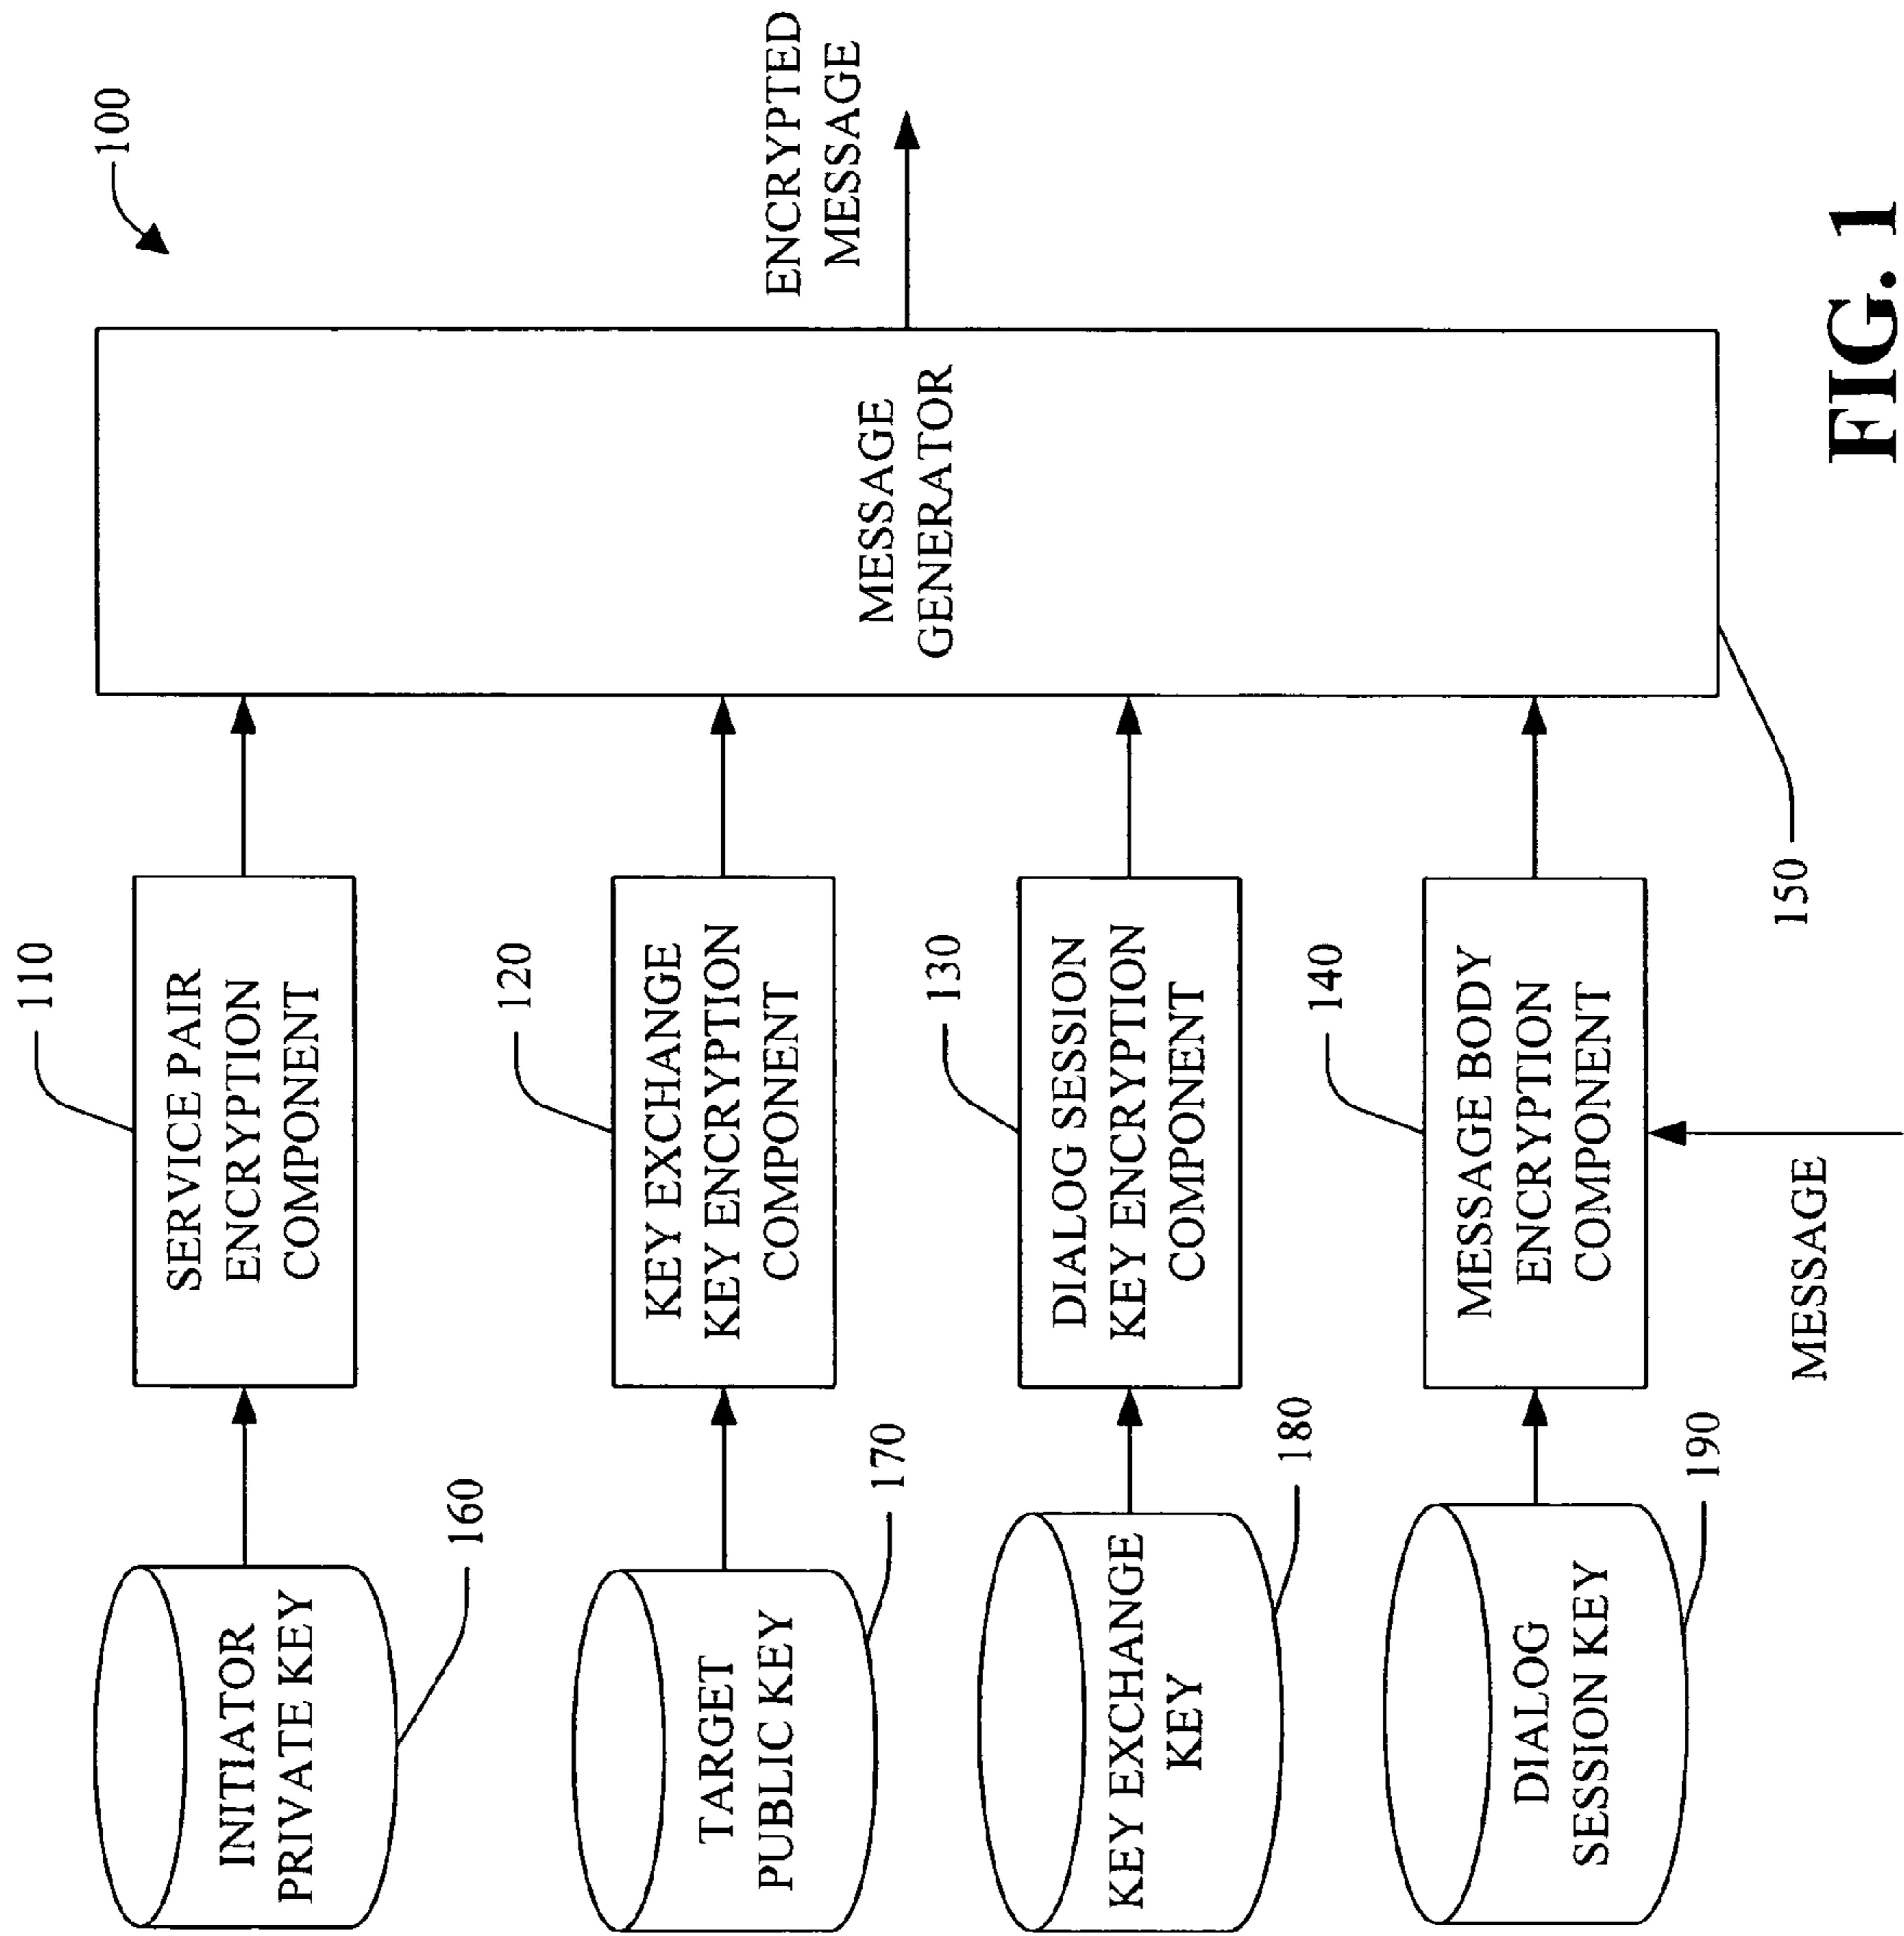 100
110
SERVICE PAIR
ENCRYPTION
COMPONENT
INITIATOR
PRIVATE KEY
160
120
KEY EXCHANGE
KEY ENCRYPTION
COMPONENT
TARGET
PUBLIC KEY
170
MESSAGE
GENERATOR
ENCRYPTED
MESSAGE
130
DIALOG SESSION
KEY ENCRYPTION
COMPONENT
KEY EXCHANGE
KEY
180
140
MESSAGE BODY
ENCRYPTION
COMPONENT
DIALOG
SESSION KEY
190
150
MESSAGE
FIG. 1